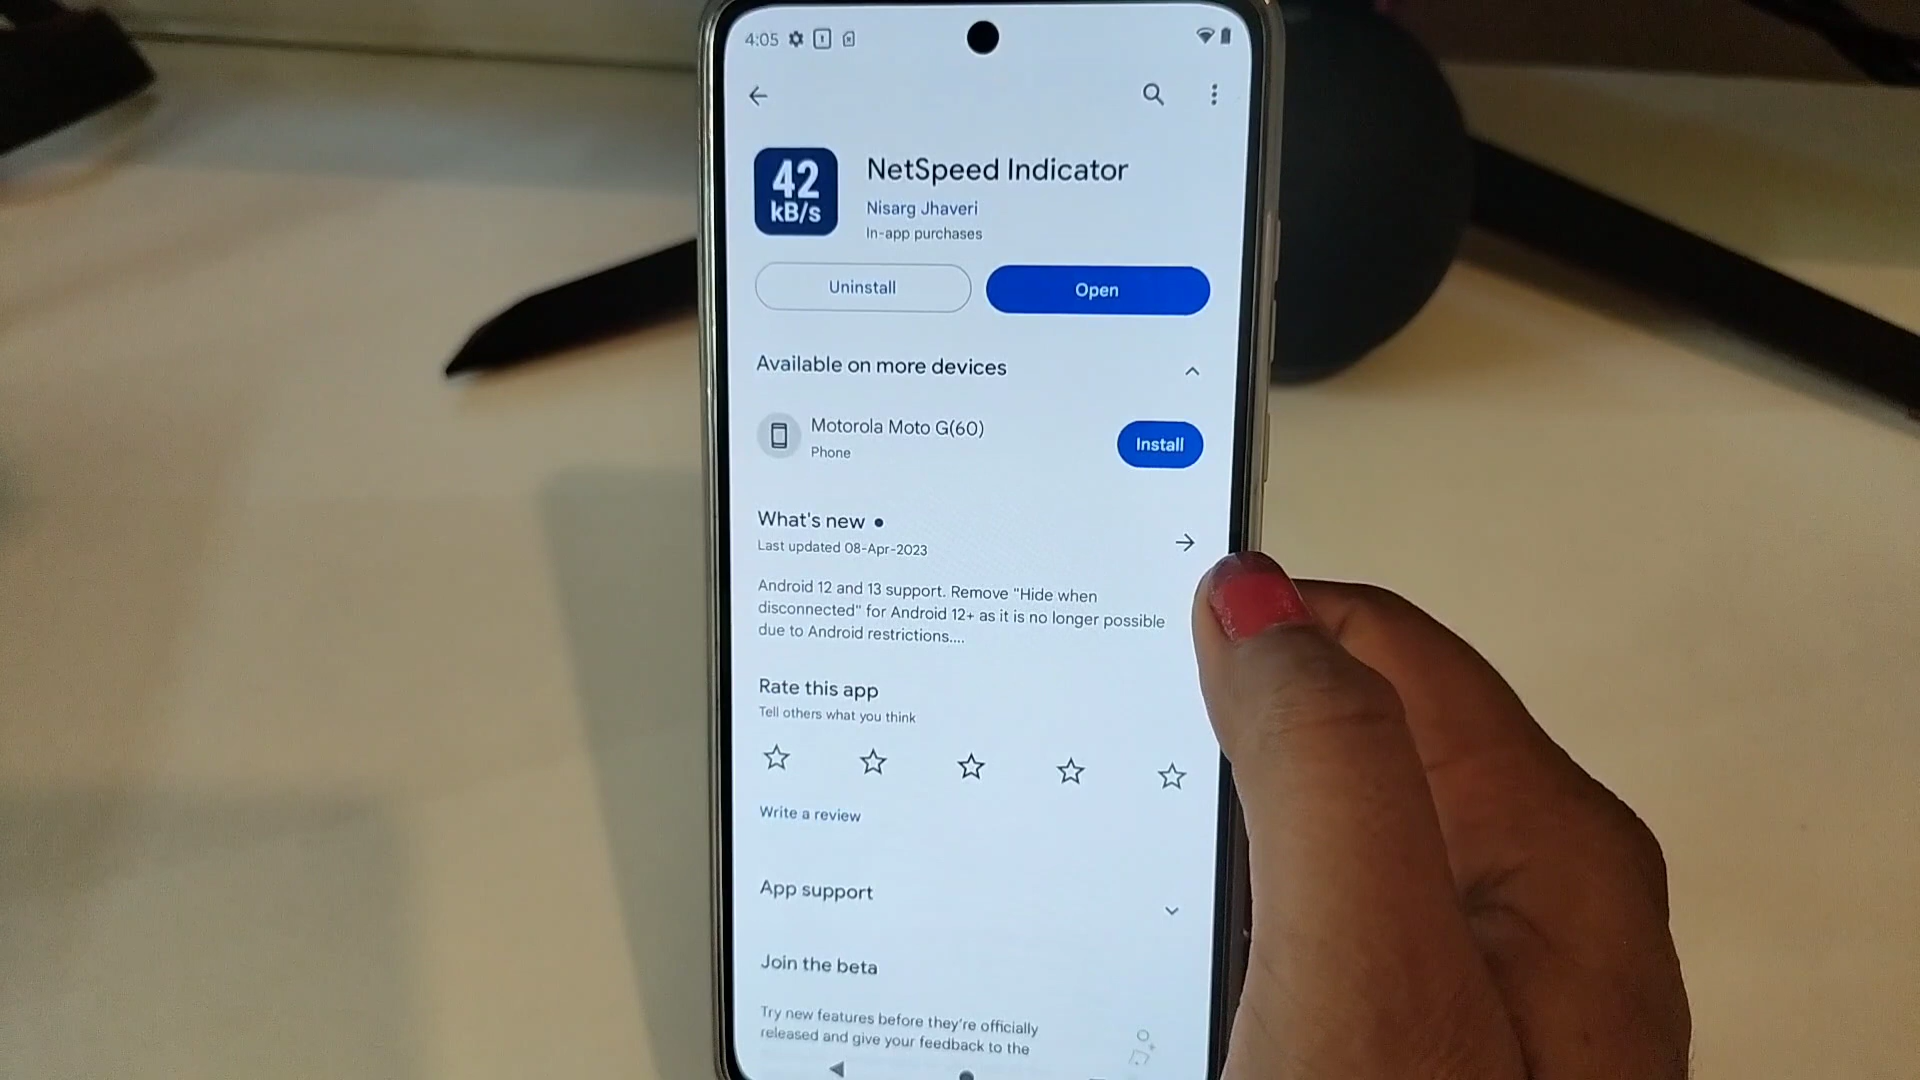 4:05
42
kB/s
NetSpeed Indicator
Nisarg Jhaveri
In-app purchases
Uninstall
Open
Available on more devices
Motorola Moto G(60)
Phone
Install
What's new
Last updated 08-Apr-2023
Android 12 and 13 support. Remove "Hide when
disconnected" for Android 12+ as it is no longer possible
due to Android restrictions....
Rate this app
Tell others what you think
Write a review
App support
Join the beta
Try new features before they're officially
released and give your feedback to the